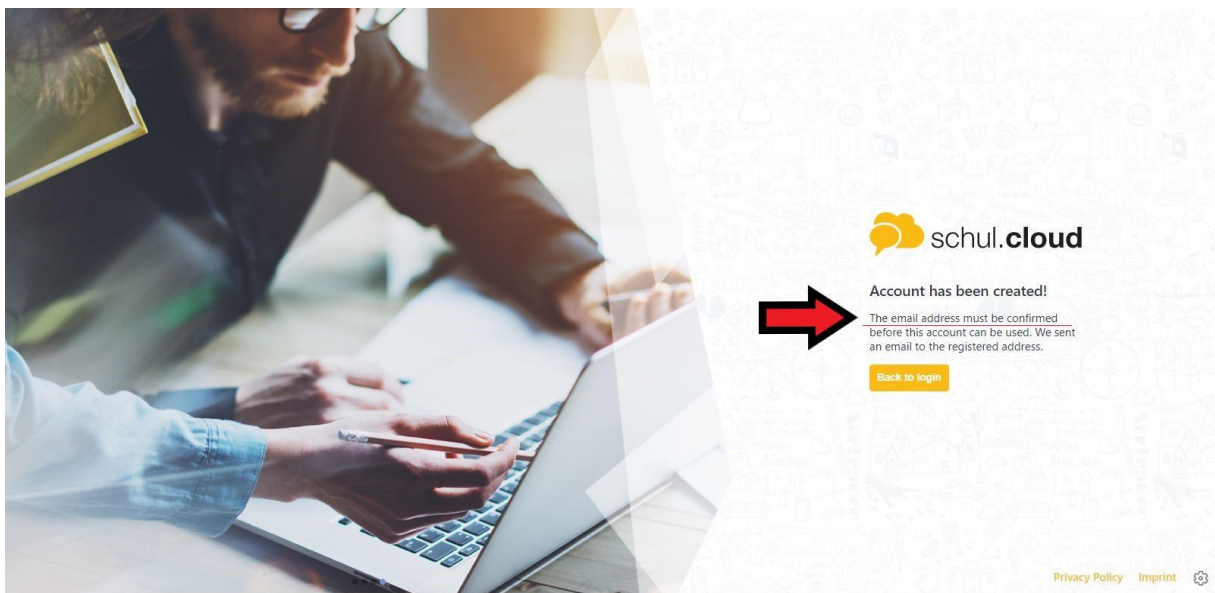 schul.cloud
Account has been created!
The email address must be confirmed
before this account can be used. We sent
an email to the registered address.
Back to login
Privacy Policy Imprint